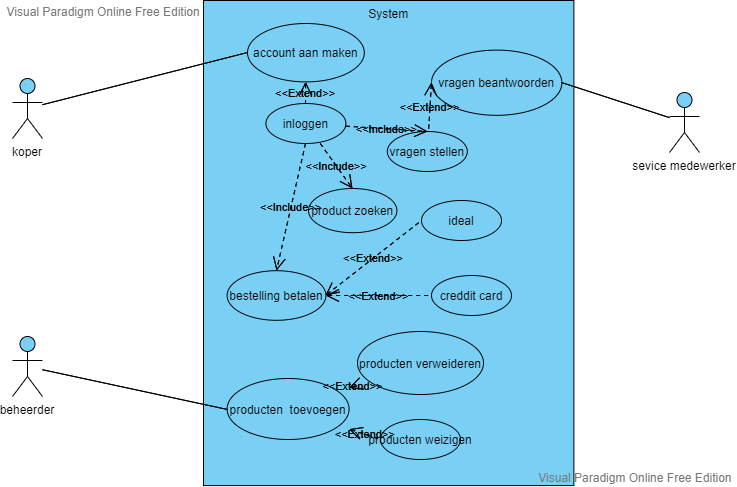 Visual Paradigm Online Free Edition
System
account aan maken
vragen beantwoorden
<<Extend>>
<<Extend>>
inloggen
<<Include>>
koper
vragen stellen
sevice medewerker
<<Include>>
<<Include>>
product zoeken
ideal
<<Extend>>
bestelling betalen
<<Extend>>
creddit card
producten verweideren
<<Extend>>
beheerder
producten toevoegen
<<Extend>>
producten weizigen
Visual Paradigm Online Free Edition